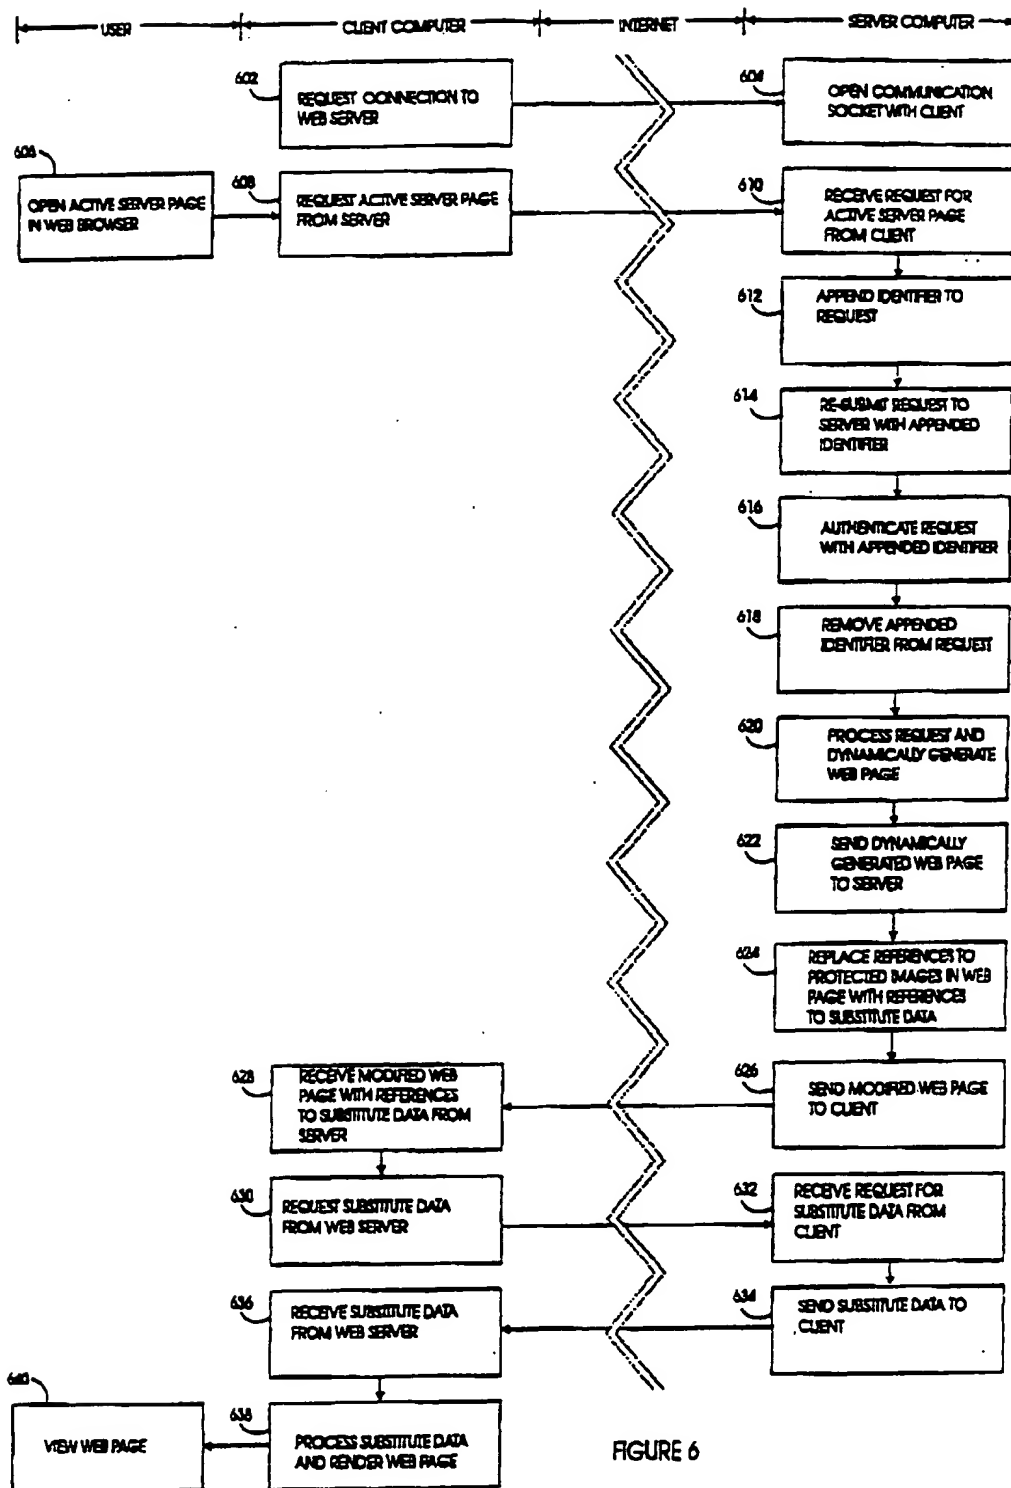 USER CLIENT COMPUTER INTERNET SERVER COMPUTER
602
REQUEST CONNECTION TO
WEB SERVER
604
OPEN COMMUNICATION
SOCKET WITH CLIENT
606
OPEN ACTIVE SERVER PAGE
IN WEB BROWSER
608
REQUEST ACTIVE SERVER PAGE
FROM SERVER
610
RECEIVE REQUEST FOR
ACTIVE SERVER PAGE
FROM CLIENT
612
APPEND IDENTIFIER TO
REQUEST
614
RE-SUBMIT REQUEST TO
SERVER WITH APPENDED
IDENTIFIER
616
AUTHENTICATE REQUEST
WITH APPENDED IDENTIFIER
618
REMOVE APPENDED
IDENTIFIER FROM REQUEST
620
PROCESS REQUEST AND
DYNAMICALLY GENERATE
WEB PAGE
622
SEND DYNAMICALLY
GENERATED WEB PAGE
TO SERVER
624
REPLACE REFERENCES TO
PROTECTED IMAGES IN WEB
PAGE WITH REFERENCES
TO SUBSTITUTE DATA
626
SEND MODIFIED WEB PAGE
TO CLIENT
628
RECEIVE MODIFIED WEB
PAGE WITH REFERENCES
TO SUBSTITUTE DATA FROM
SERVER
630
REQUEST SUBSTITUTE DATA
FROM WEB SERVER
632
RECEIVE REQUEST FOR
SUBSTITUTE DATA FROM
CLIENT
634
SEND SUBSTITUTE DATA TO
CLIENT
636
RECEIVE SUBSTITUTE DATA
FROM WEB SERVER
638
PROCESS SUBSTITUTE DATA
AND RENDER WEB PAGE
640
VIEW WEB PAGE
FIGURE 6